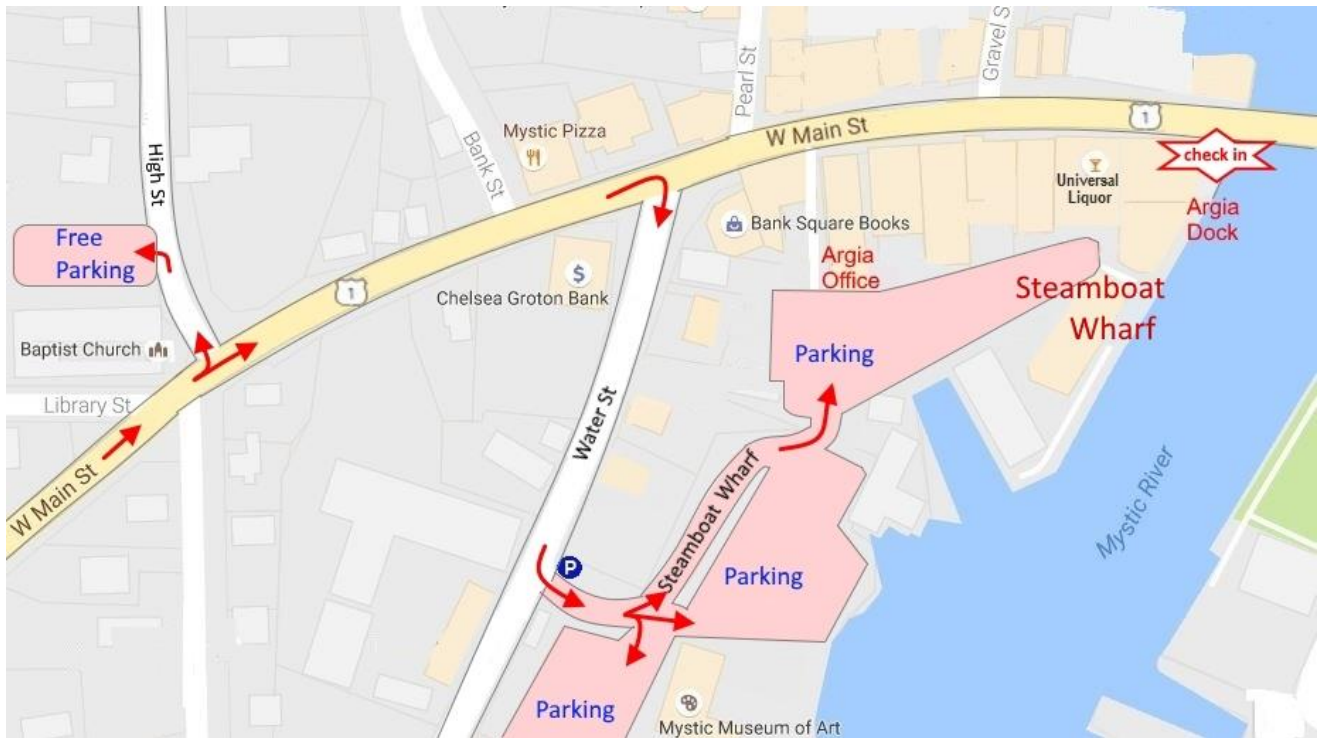 Gravel S
Pearl St
1
W Main St
check in
Mystic Pizza
High St
Bank St
Universal
Liquor
Argia
Dock
Bank Square Books
Free
Parking
Argia
Office
Steamboat
Wharf
$
Chelsea Groton Bank
1
Baptist Church
Parking
Library St
Water St
W Main St
Steamboat Wharf
Mystic River
P
Parking
Parking
Mystic Museum of Art